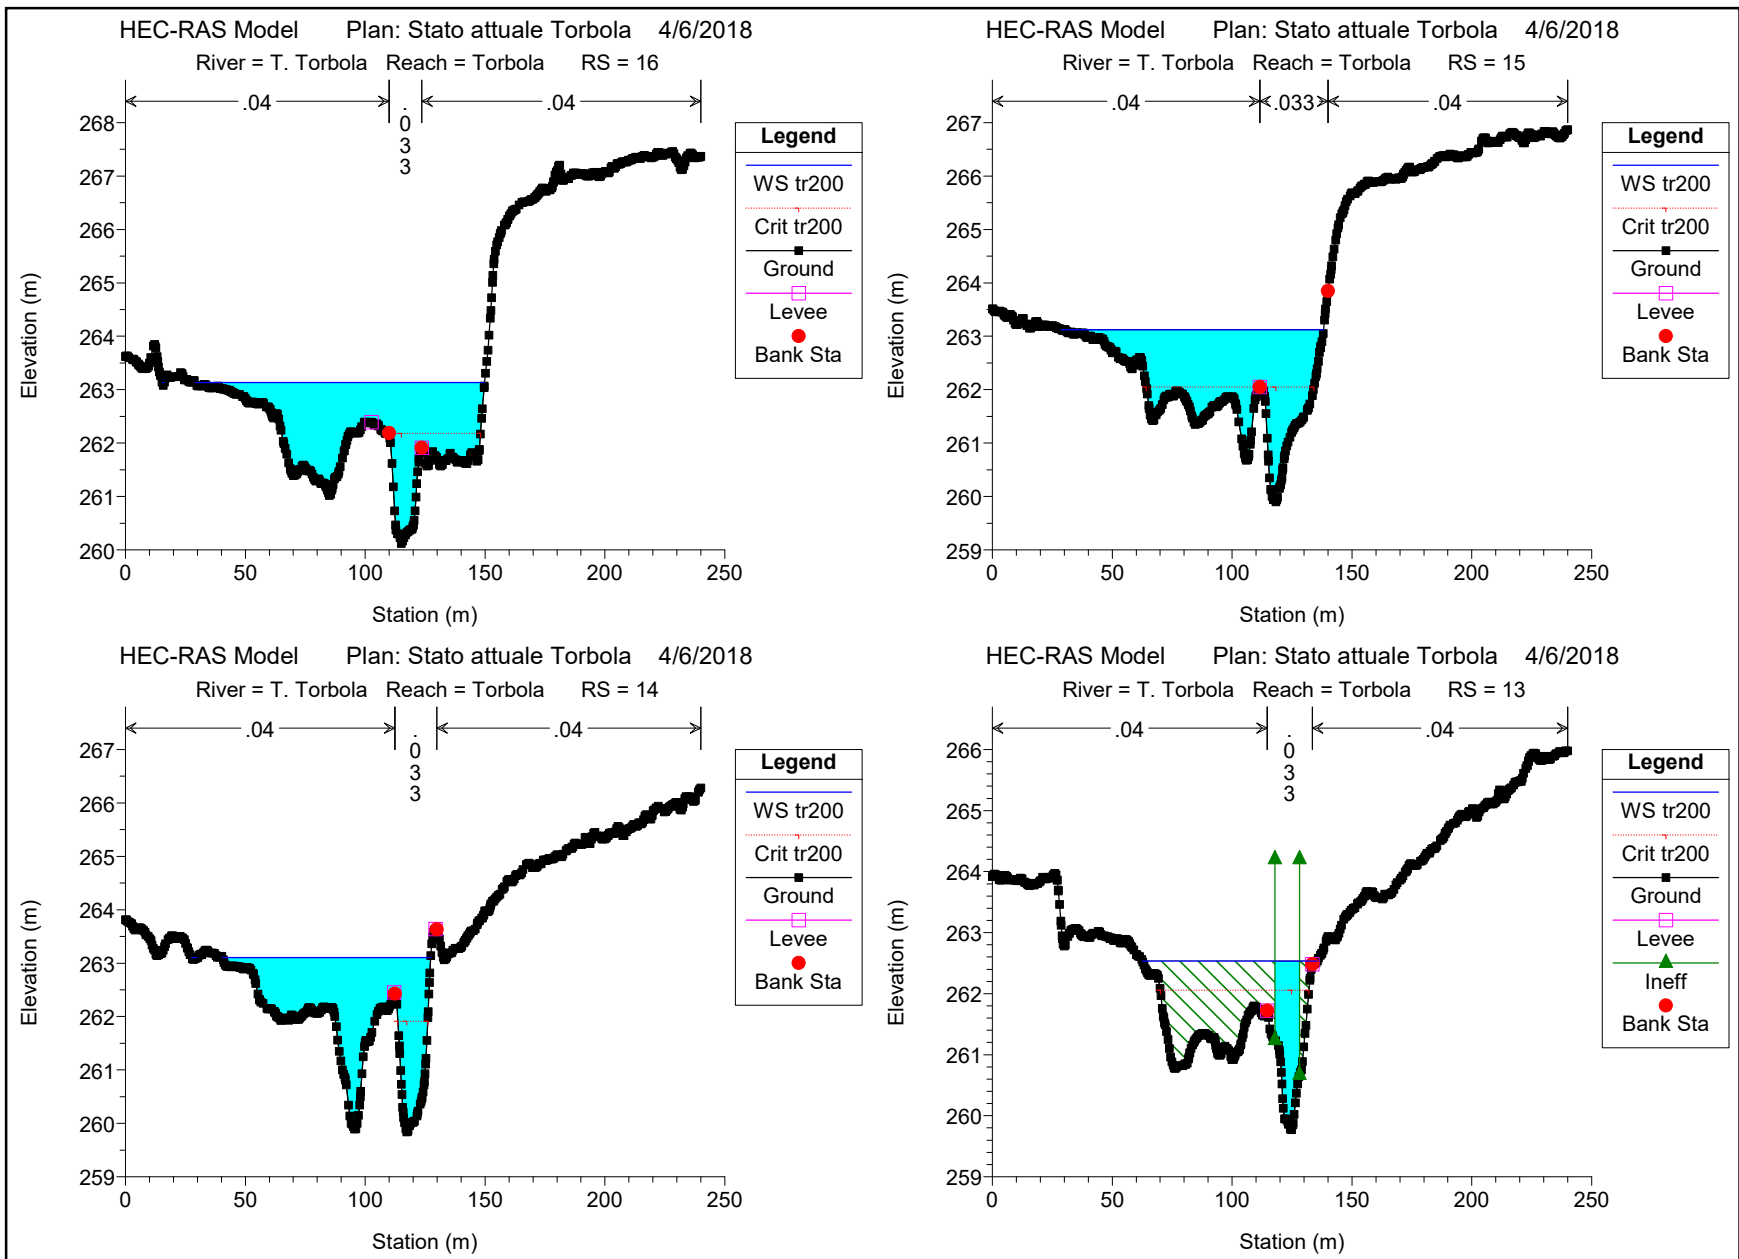 HEC-RAS Model Plan: Stato attuale Torbola 4/6/2018
River = T. Torbola Reach = Torbola RS = 16
.04
.033
.04
268
267
266
265
264
263
262
261
260
Elevation (m)
0 50 100 150 200 250
Station (m)
Legend
WS tr200
Crit tr200
Ground
Levee
Bank Sta
HEC-RAS Model Plan: Stato attuale Torbola 4/6/2018
River = T. Torbola Reach = Torbola RS = 15
.04 .033 .04
267
266
265
264
263
262
261
260
259
Elevation (m)
0 50 100 150 200 250
Station (m)
Legend
WS tr200
Crit tr200
Ground
Levee
Bank Sta
HEC-RAS Model Plan: Stato attuale Torbola 4/6/2018
River = T. Torbola Reach = Torbola RS = 14
.04
.033
.04
267
266
265
264
263
262
261
260
259
Elevation (m)
0 50 100 150 200 250
Station (m)
Legend
WS tr200
Crit tr200
Ground
Levee
Bank Sta
HEC-RAS Model Plan: Stato attuale Torbola 4/6/2018
River = T. Torbola Reach = Torbola RS = 13
.04
.033
.04
266
265
264
263
262
261
260
259
Elevation (m)
0 50 100 150 200 250
Station (m)
Legend
WS tr200
Crit tr200
Ground
Levee
Ineff
Bank Sta